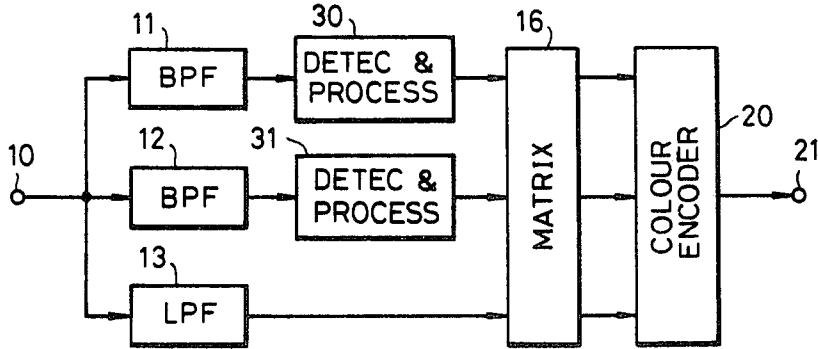 11
BPF
30
DETEC &
PROCESS
16
MATRIX
COLOUR
ENCODER
20
10
12
BPF
31
DETEC &
PROCESS
21
13
LPF